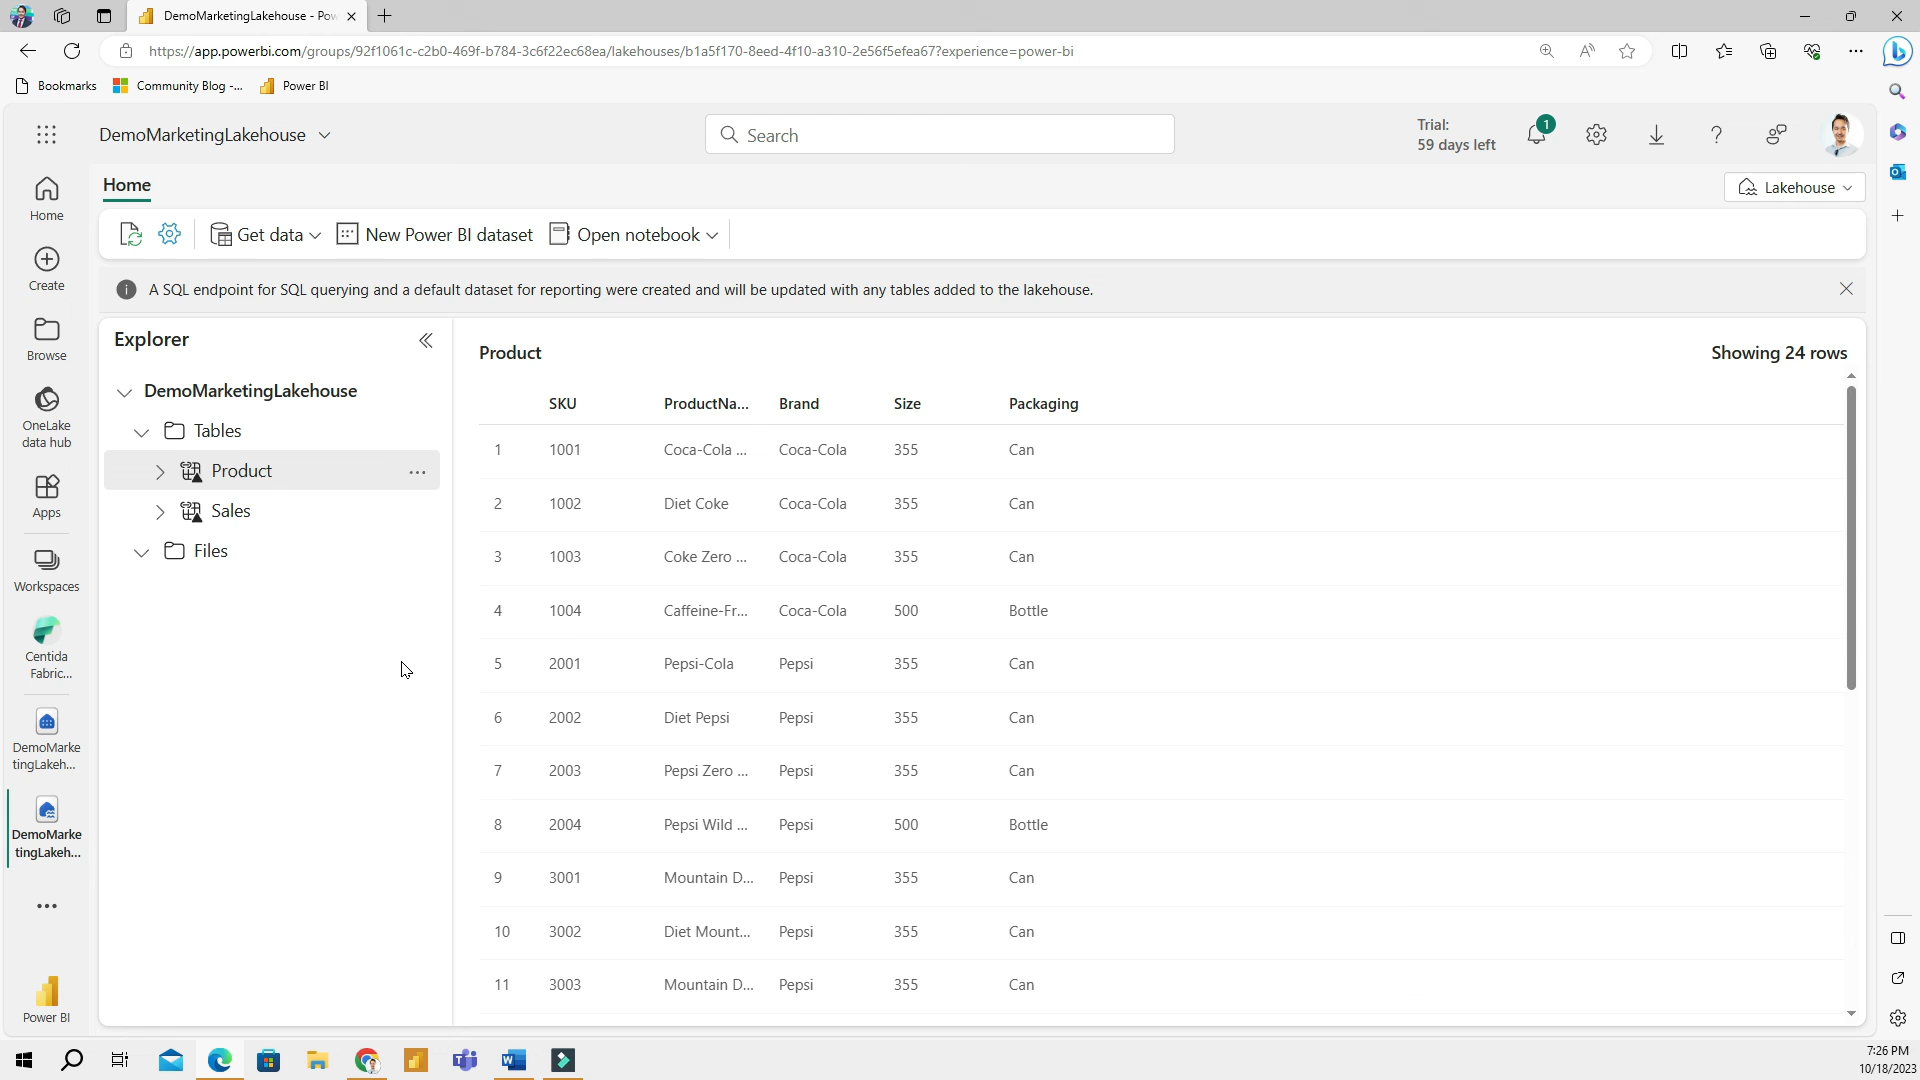 DemoMarketingLakehouse - Pow
https://app.powerbi.com/groups/92f1061c-c2b0-469f-b784-3c6f22ec68ea/lakehouses/b1a5f170-8eed-4f10-a310-2e56f5efea67?experience=power-bi
Bookmarks Community Blog -... Power BI
DemoMarketingLakehouse
Search
Trial:
59 days left
1
Home
Lakehouse
Get data New Power BI dataset Open notebook
A SQL endpoint for SQL querying and a default dataset for reporting were created and will be updated with any tables added to the lakehouse.
Home
Create
Browse
OneLake
data hub
Apps
Workspaces
Centida
Fabric...
DemoMarke
tingLakeh...
DemoMarke
tingLakeh...
Power BI
Explorer
DemoMarketingLakehouse
Tables
Product
Sales
Files
Product
Showing 24 rows
SKU ProductNa... Brand Size Packaging
1 1001 Coca-Cola ... Coca-Cola 355 Can
2 1002 Diet Coke Coca-Cola 355 Can
3 1003 Coke Zero ... Coca-Cola 355 Can
4 1004 Caffeine-Fr... Coca-Cola 500 Bottle
5 2001 Pepsi-Cola Pepsi 355 Can
6 2002 Diet Pepsi Pepsi 355 Can
7 2003 Pepsi Zero ... Pepsi 355 Can
8 2004 Pepsi Wild ... Pepsi 500 Bottle
9 3001 Mountain D... Pepsi 355 Can
10 3002 Diet Mount... Pepsi 355 Can
11 3003 Mountain D... Pepsi 355 Can
7:26 PM
10/18/2023